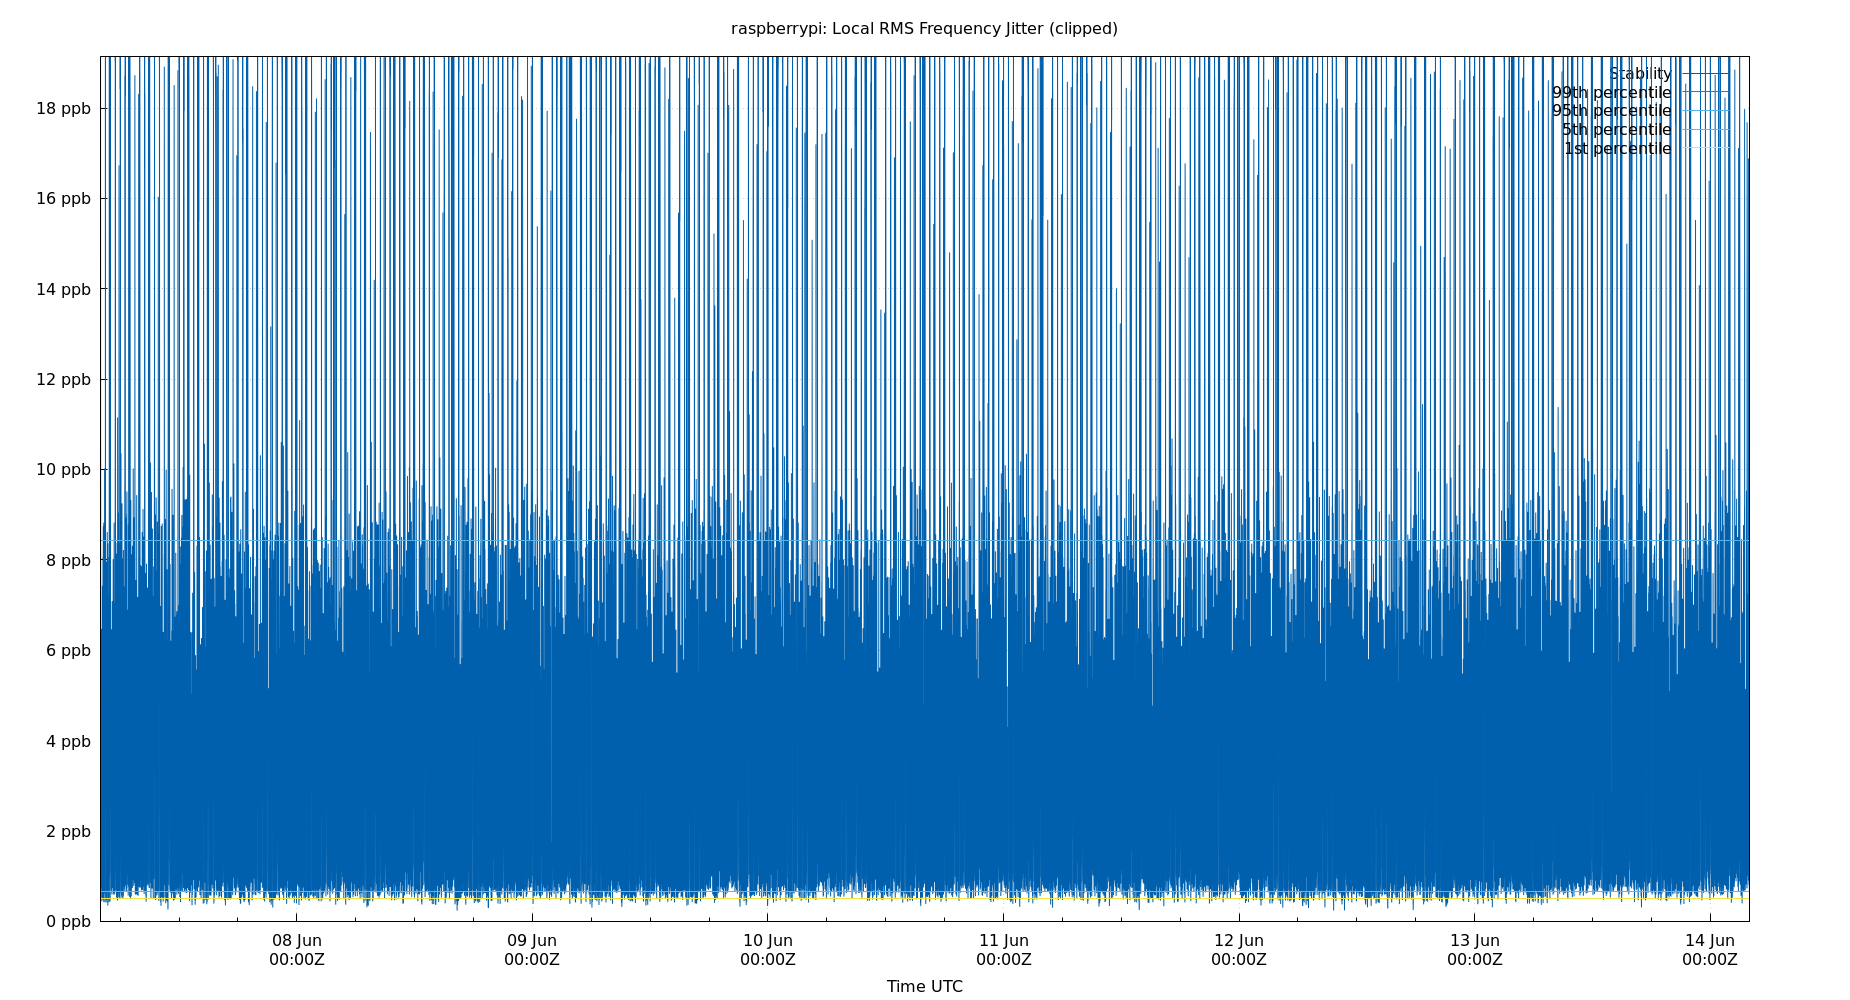 raspberrypi: Local RMS Frequency Jitter (clipped)
Stability
99th percentile
95th percentile
5th percentile
1st percentile
18 ppb
16 ppb
14 ppb
12 ppb
10 ppb
8 ppb
6 ppb
4 ppb
2 ppb
0 ppb
08 Jun 09 Jun 10 Jun 11 Jun 12 Jun 13 Jun 14 Jun
00:00Z 00:00Z 00:00Z 00:00Z 00:00Z 00:00Z 00:00Z
Time UTC